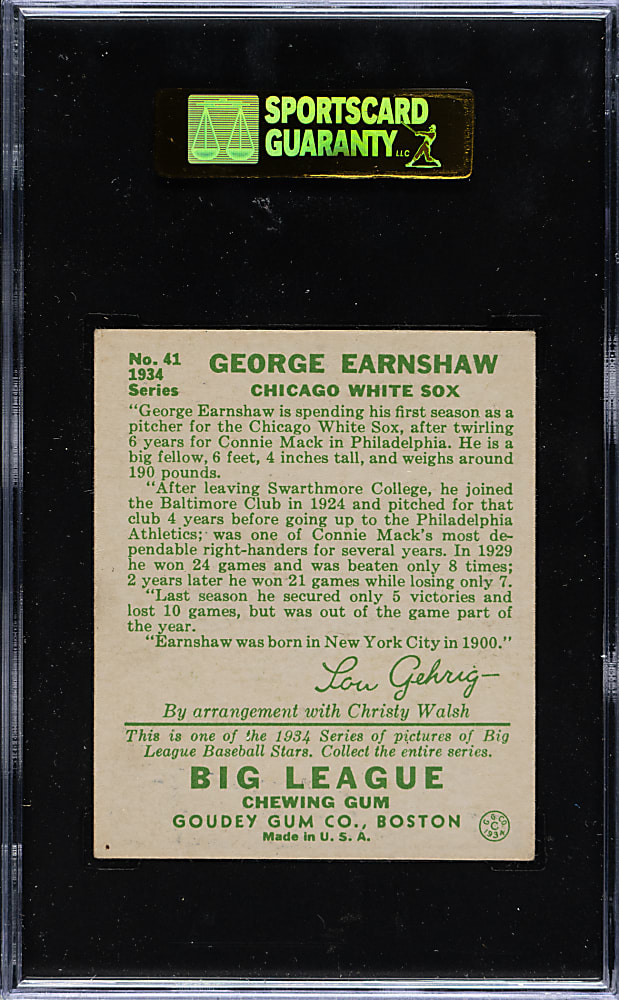 SPORTSCARD
GUARANTY LLC
No. 41
1934
Series
GEORGE EARNSHAW
CHICAGO WHITE SOX
"George Earnshaw is spending his first season as a
pitcher for the Chicago White Sox, after twirling
6 years for Connie Mack in Philadelphia. He is a
big fellow, 6 feet, 4 inches tall, and weighs around
190 pounds.
"After leaving Swarthmore College, he joined
the Baltimore Club in 1924 and pitched for that
club 4 years before going up to the Philadelphia
Athletics; was one of Connie Mack's most de-
pendable right-handers for several years. In 1929
he won 24 games and was beaten only 8 times;
2 years later he won 21 games while losing only 7.
"Last season he secured only 5 victories and
lost 10 games, but was out of the game part of
the year.
"Earnshaw was born in New York City in 1900."
Lou Gehrig
By arrangement with Christy Walsh
This is one of the 1934 Series of pictures of Big
League Baseball Stars. Collect the entire series.
BIG LEAGUE
CHEWING GUM
GOUDEY GUM CO., BOSTON
Made in U. S. A.
G. G. CO.
C
1934